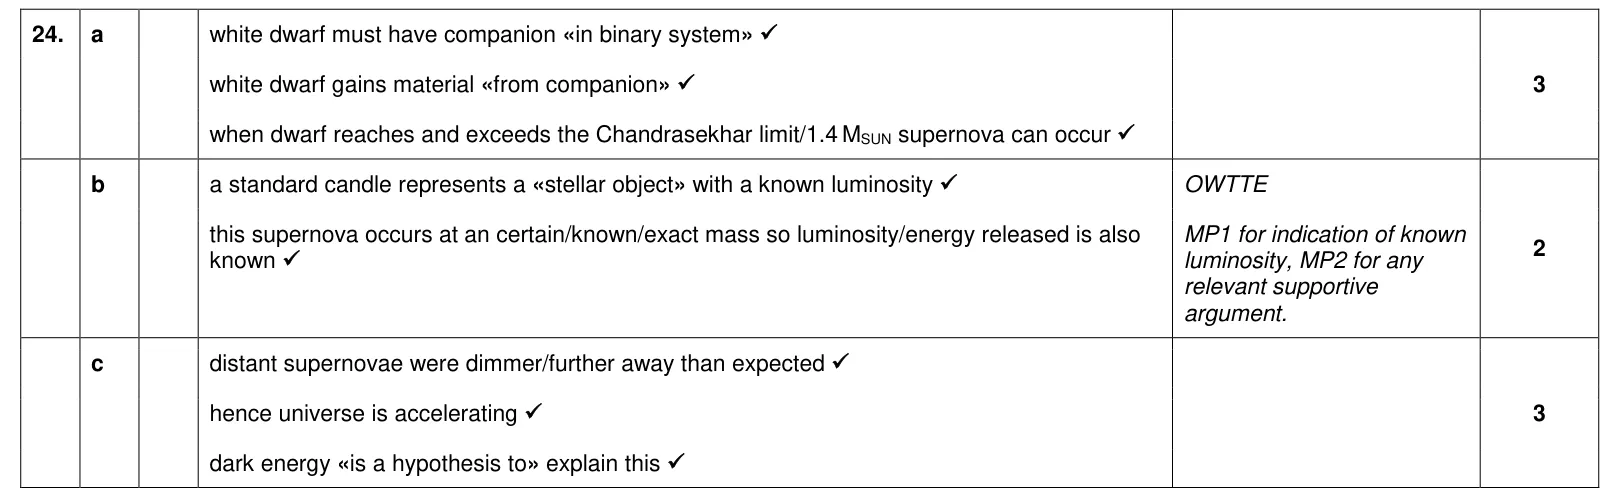 24. a white dwarf must have companion «in binary system» ✓
white dwarf gains material «from companion» ✓
3
when dwarf reaches and exceeds the Chandrasekhar limit/1.4 MSUN supernova can occur ✓
b a standard candle represents a «stellar object» with a known luminosity ✓ OWTTE
this supernova occurs at an certain/known/exact mass so luminosity/energy released is also
known ✓
MP1 for indication of known
luminosity, MP2 for any
relevant supportive
argument.
2
c distant supernovae were dimmer/further away than expected ✓
hence universe is accelerating ✓
3
dark energy «is a hypothesis to» explain this ✓